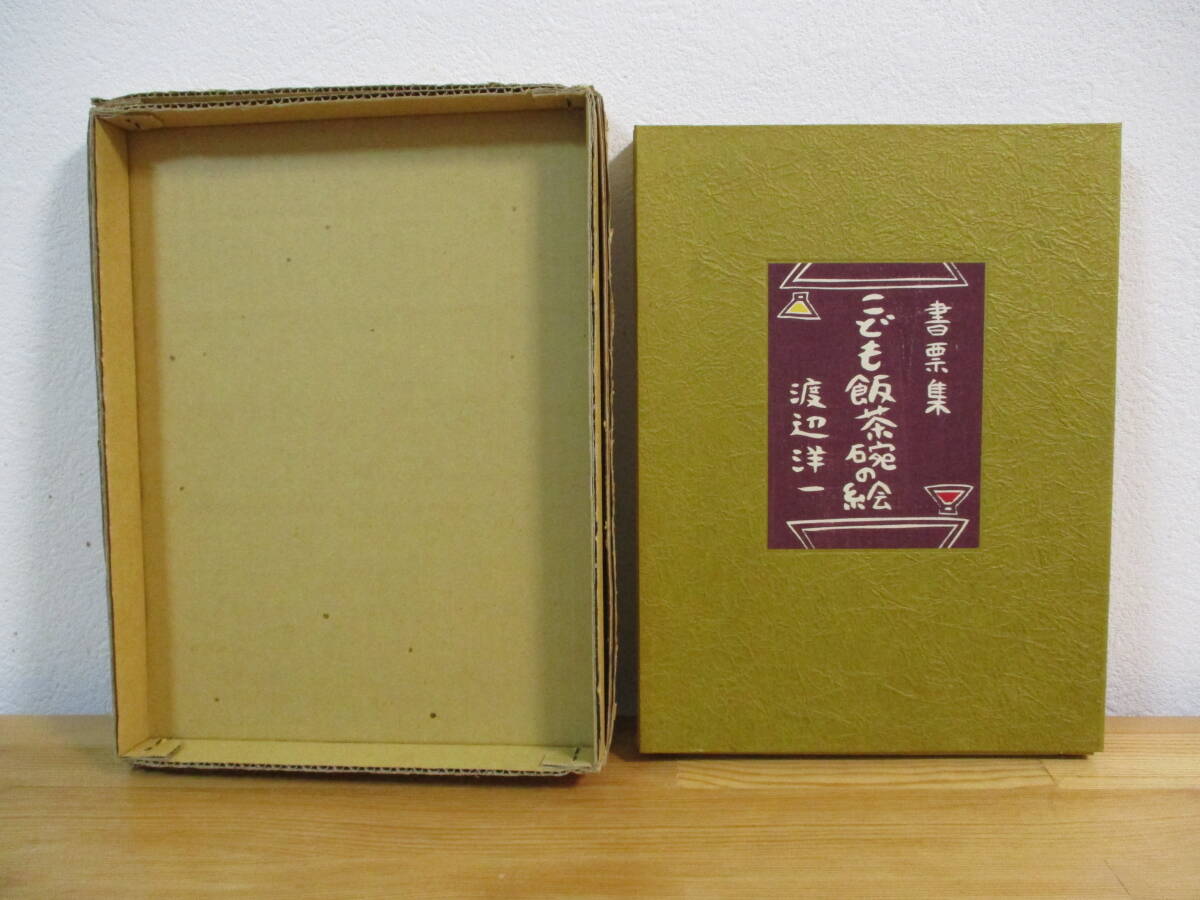 書票集
こども飯茶碗の絵
渡辺洋一